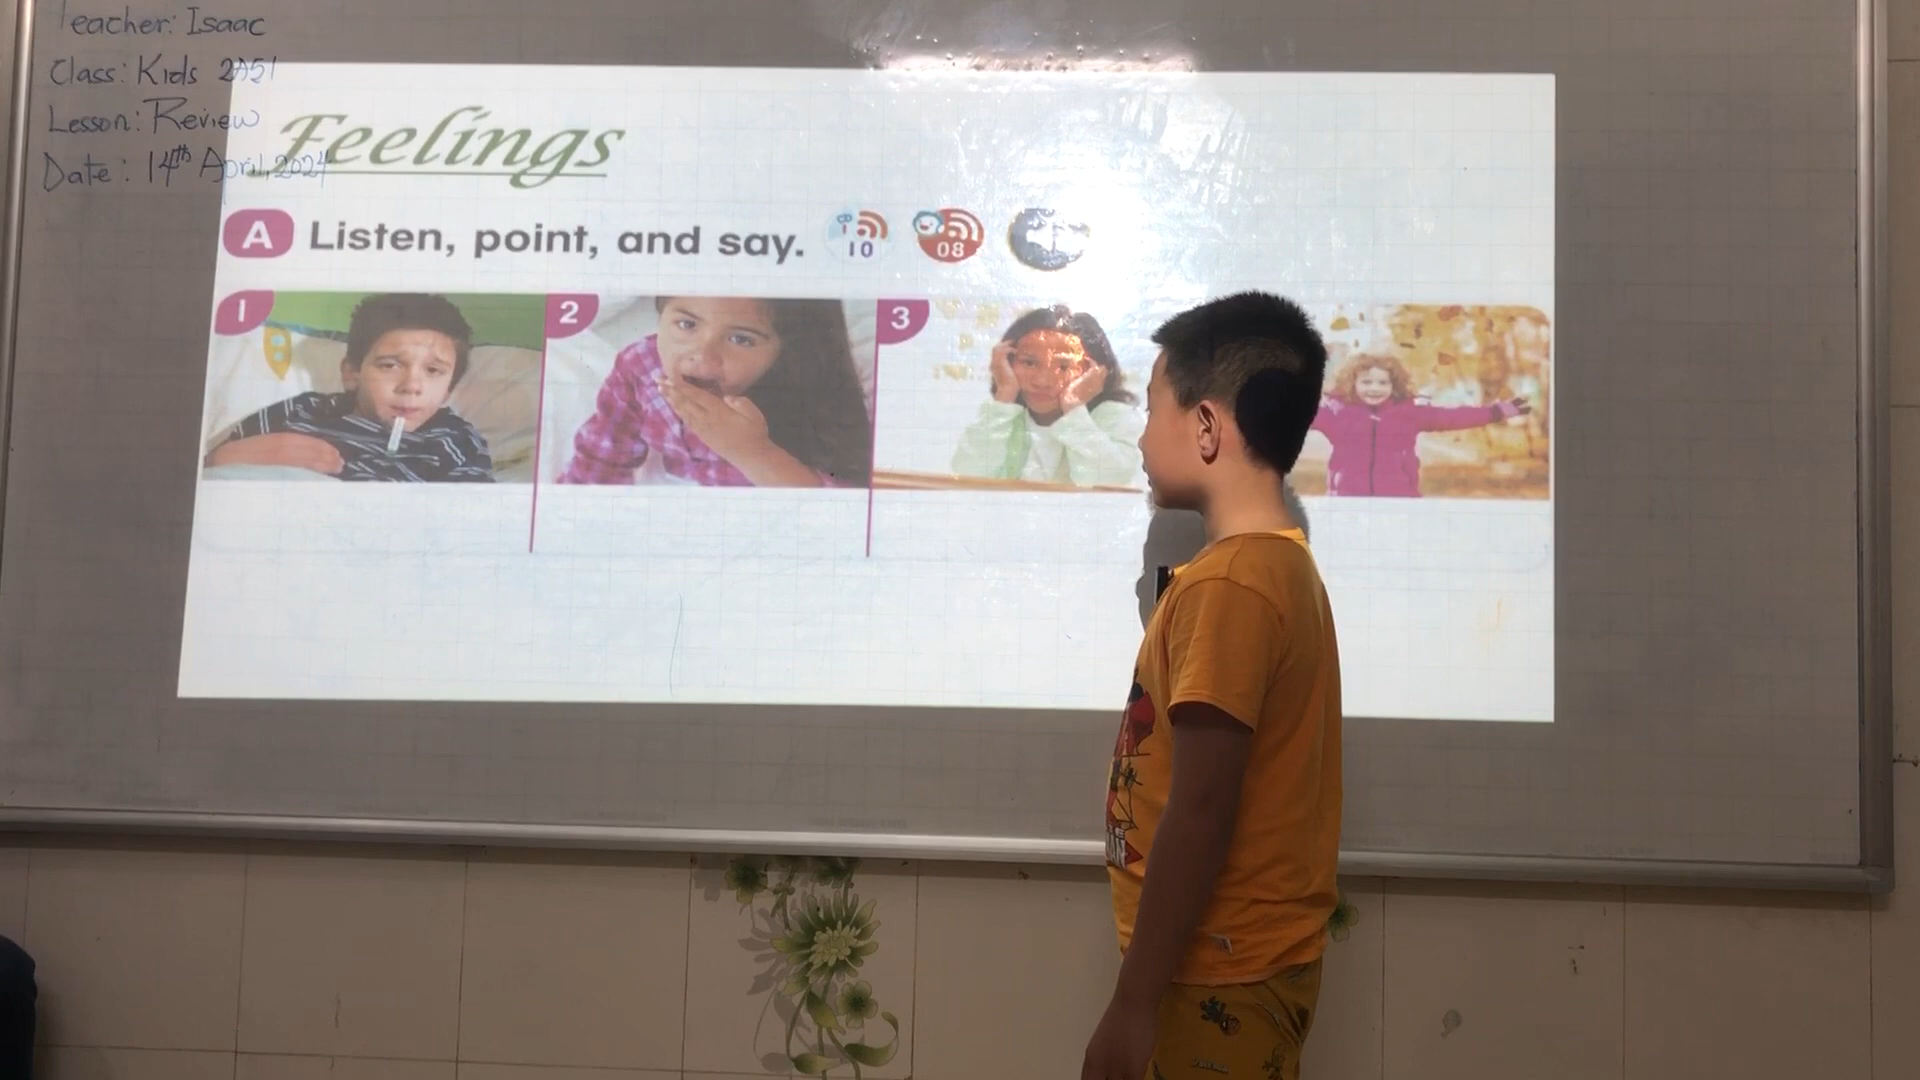 Teacher: Isaac
Class: Kids 2A51
Lesson: Review
Date: 14th April, 2024
Feelings
A Listen, point, and say. 10 08
1 2 3